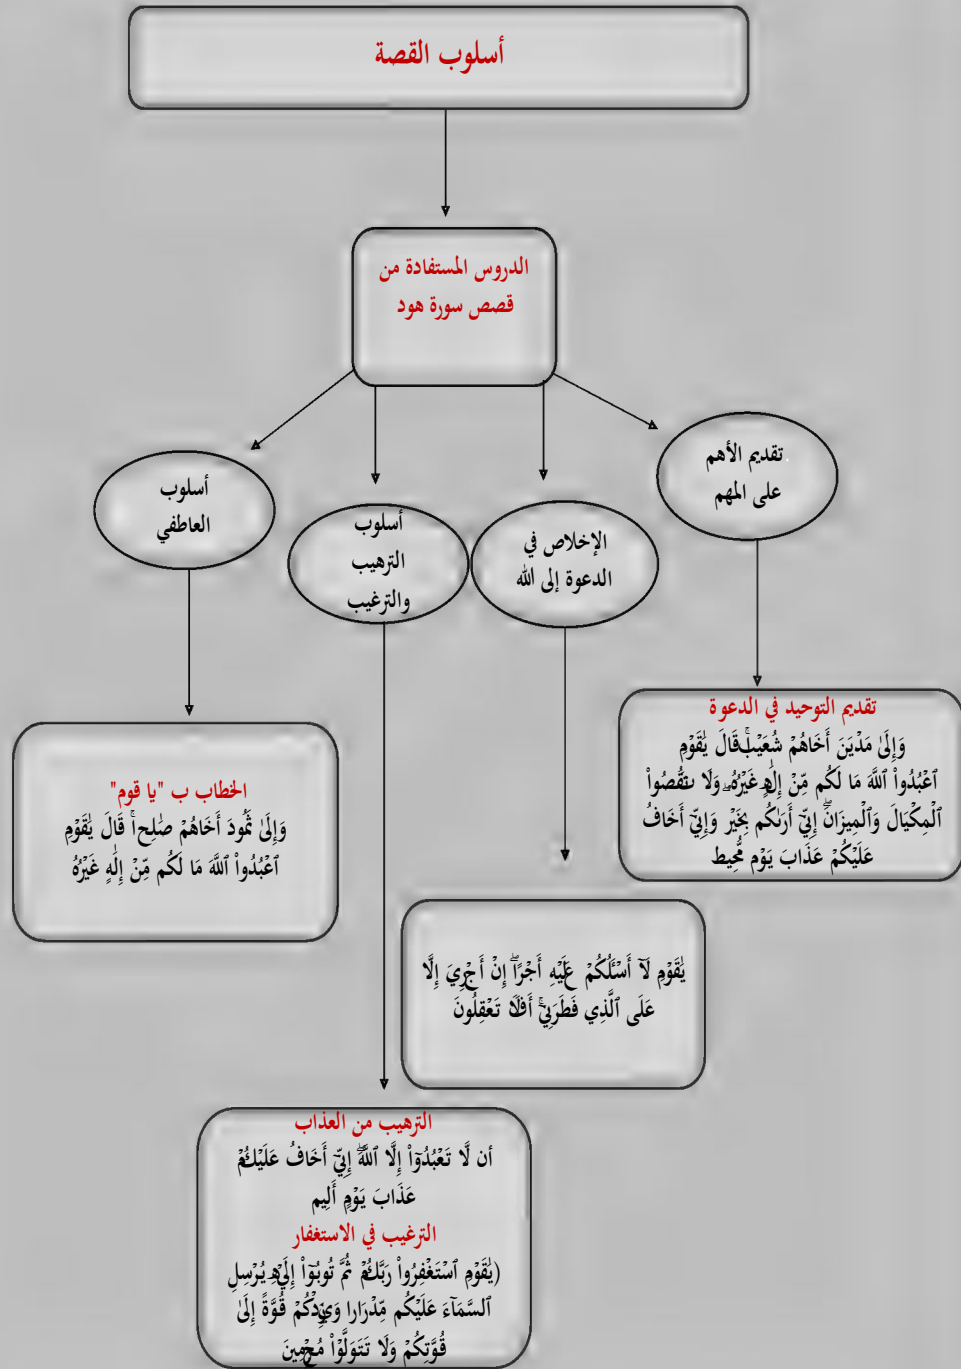 أسلوب القصة
الدروس المستفادة من
قصص سورة هود
تقديم الأهم
على المهم
الإخلاص في
الدعوة إلى الله
أسلوب
الترهيب
والترغيب
أسلوب
العاطفي
تقديم التوحيد في الدعوة
وَإِلَىٰ مَدۡيَنَ أَخَاهُمۡ شُعَيۡبٗاۚ قَالَ يَٰقَوۡمِ
ٱعۡبُدُواْ ٱللَّهَ مَا لَكُم مِّنۡ إِلَٰهٍ غَيۡرُهُۥۖ وَلَا تَنقُصُواْ
ٱلۡمِكۡيَالَ وَٱلۡمِيزَانَۖ إِنِّيٓ أَرَىٰكُم بِخَيۡرٖ وَإِنِّيٓ أَخَافُ
عَلَيۡكُمۡ عَذَابَ يَوۡمٖ مُّحِيطٖ
الخطاب ب "يا قوم"
وَإِلَىٰ ثَمُودَ أَخَاهُمۡ صَٰلِحٗاۚ قَالَ يَٰقَوۡمِ
ٱعۡبُدُواْ ٱللَّهَ مَا لَكُم مِّنۡ إِلَٰهٍ غَيۡرُهُ
يَٰقَوۡمِ لَآ أَسۡـَٔلُكُمۡ عَلَيۡهِ أَجۡرًاۖ إِنۡ أَجۡرِيَ إِلَّا
عَلَى ٱلَّذِي فَطَرَنِيٓۚ أَفَلَا تَعۡقِلُونَ
الترهيب من العذاب
أَن لَّا تَعۡبُدُوٓاْ إِلَّا ٱللَّهَۖ إِنِّيٓ أَخَافُ عَلَيۡكُمۡ
عَذَابَ يَوۡمٍ أَلِيم
الترغيب في الاستغفار
(يَٰقَوۡمِ ٱسۡتَغۡفِرُواْ رَبَّكُمۡ ثُمَّ تُوبُوٓاْ إِلَيۡهِ يُرۡسِلِ
ٱلسَّمَآءَ عَلَيۡكُم مِّدۡرَارا وَيَزِدۡكُمۡ قُوَّةً إِلَىٰ
قُوَّتِكُمۡ وَلَا تَتَوَلَّوۡاْ مُجۡرِمِينَ